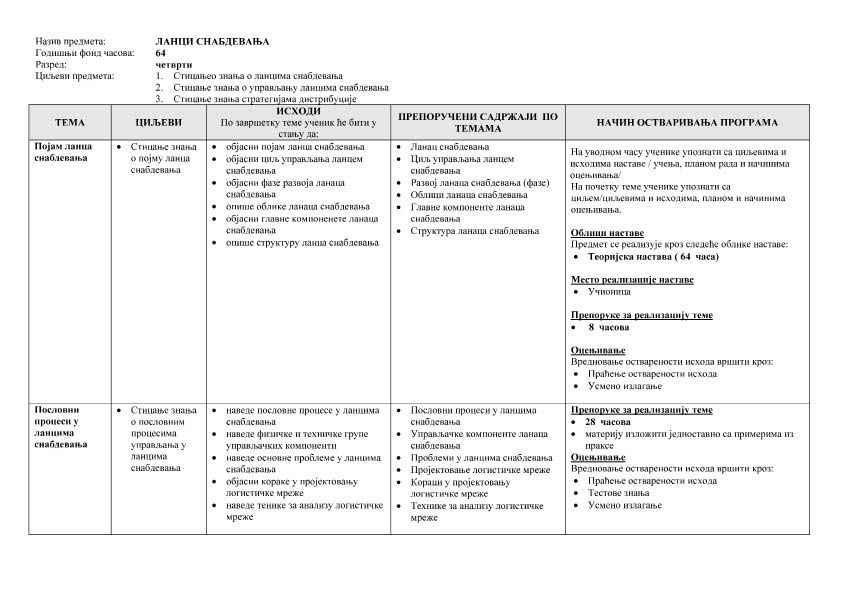 Назив предмета: ЛАНЦИ СНАБДЕВАЊА
Годишњи фонд часова: 64
Разред: четврти
Циљеви предмета: 1. Стицањео знања о ланцима снабдевања
2. Стицање знања о управљању ланцима снабдевања
3. Стицање знања стратегијама дистрибуције
ТЕМА
ЦИЉЕВИ
ИСХОДИ
По завршетку теме ученик ће бити у
стању да:
ПРЕПОРУЧЕНИ САДРЖАЈИ ПО
ТЕМАМА
НАЧИН ОСТВАРИВАЊА ПРОГРАМА
Појам ланца
снабдевања
• Стицање знања
о појму ланца
снабдевања
• објасни појам ланца снабдевања
• објасни циљ управљања ланцем
снабдевања
• објасни фазе развоја ланаца
снабдевања
• опише облике ланаца снабдевања
• објасни главне компоненете ланаца
снабдевања
• опише структуру ланца снабдевања
• Ланац снабдевања
• Циљ управљања ланцем
снабдевања
• Развој ланаца снабдевања (фазе)
• Облици ланаца снабдевања
• Главне компоненте ланаца
снабдевања
• Структура ланаца снабдевања
На уводном часу ученике упознати са циљевима и
исходима наставе / учења, планом рада и начинима
оцењивања/
На почетку теме ученике упознати са
циљем/циљевима и исходима, планом и начинима
оцењивања.
Облици наставе
Предмет се реализује кроз следеће облике наставе:
• Теоријска настава ( 64 часа)
Место реализације наставе
• Учионица
Препоруке за реализацију теме
• 8 часова
Оцењивање
Вредновање остварености исхода вршити кроз:
• Праћење остварености исхода
• Усмено излагање
Пословни
процеси у
ланцима
снабдевања
• Стицање знања
о пословним
процесима
управљања у
ланцима
снабдевања
• наведе пословне процесе у ланцима
снабдевања
• наведе физичке и техничке групе
управљачких компоненти
• наведе основне проблеме у ланцима
снабдевања
• објасни кораке у пројектовању
логистичке мреже
• наведе тенике за анализу логистичке
мреже
• Пословни процеси у ланцима
снабдевања
• Управљачке компоненте ланаца
снабдевања
• Проблеми у ланцима снабдевања
• Пројектовање логистичке мреже
• Кораци у пројектовању
логистичке мреже
• Технике за анализу логистичке
мреже
Препоруке за реализацију теме
• 28 часова
• материју изложити једноставно са примерима из
праксе
Оцењивање
Вредновање остварености исхода вршити кроз:
• Праћење остварености исхода
• Тестове знања
• Усмено излагање